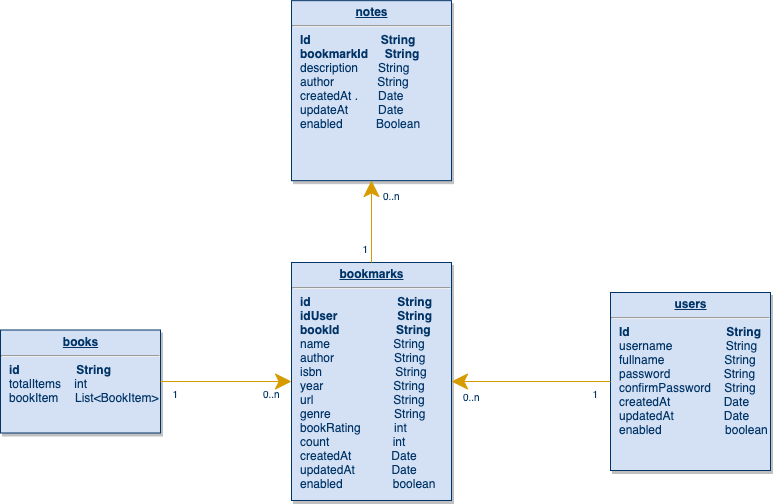 notes
Id String
bookmarkId String
description String
author String
createdAt . Date
updateAt Date
enabled Boolean
0..n
1
bookmarks
id String
idUser String
bookId String
name String
author String
isbn String
year String
url String
genre String
bookRating int
count int
createdAt Date
updatedAt Date
enabled boolean
books
id String
totalItems int
bookItem List<BookItem>
1
0..n
users
Id String
username String
fullname String
password String
confirmPassword String
createdAt Date
updatedAt Date
enabled boolean
0..n
1